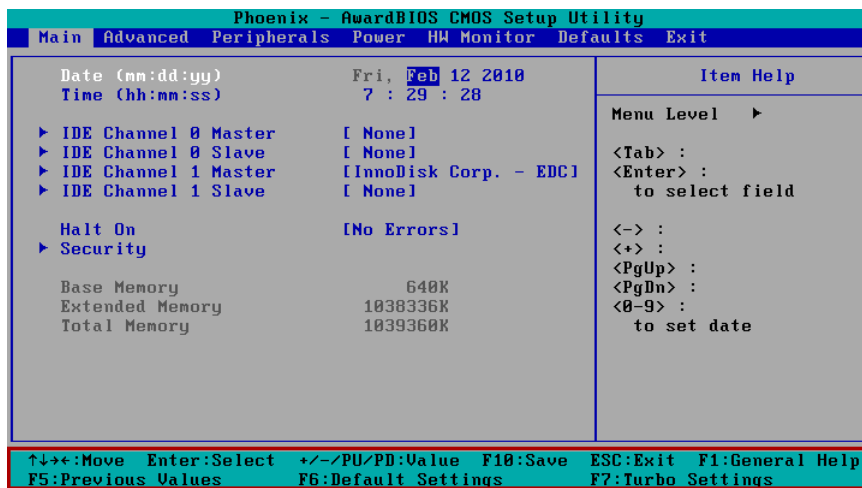 Phoenix - AwardBIOS CMOS Setup Utility
Main Advanced Peripherals Power HW Monitor Defaults Exit
Date (mm:dd:yy) Fri, Feb 12 2010
Time (hh:mm:ss) 7 : 29 : 28
▶ IDE Channel 0 Master [ None]
▶ IDE Channel 0 Slave [ None]
▶ IDE Channel 1 Master [InnoDisk Corp. - EDC]
▶ IDE Channel 1 Slave [ None]
Halt On [No Errors]
▶ Security
Base Memory 640K
Extended Memory 1038336K
Total Memory 1039360K
Item Help
Menu Level ▶
<Tab> :
<Enter> :
to select field
<-> :
<+> :
<PgUp> :
<PgDn> :
<0-9> :
to set date
↑↓→←:Move Enter:Select +/-/PU/PD:Value F10:Save ESC:Exit F1:General Help
F5:Previous Values F6:Default Settings F7:Turbo Settings